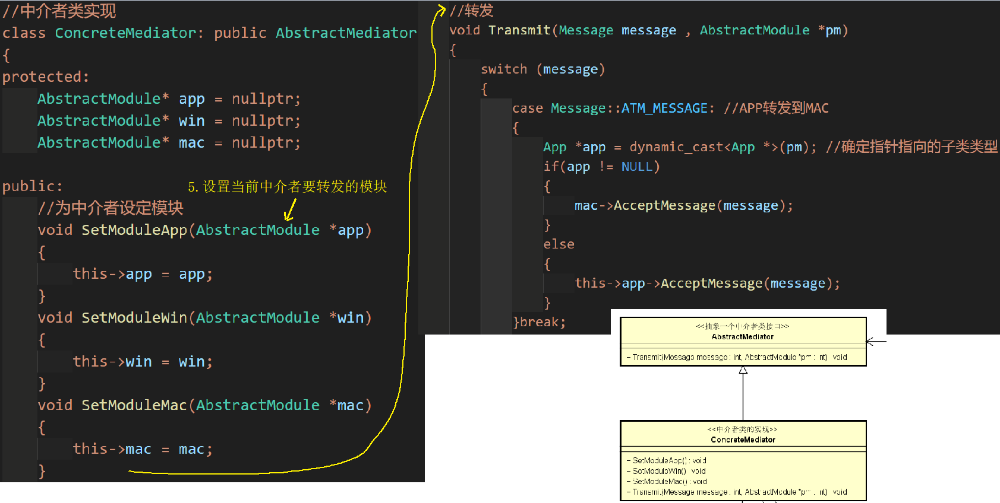 //中介者类实现
class ConcreteMediator: public AbstractMediator
{
protected:
AbstractModule* app = nullptr;
AbstractModule* win = nullptr;
AbstractModule* mac = nullptr;
public:
5.设置当前中介者要转发的模块
//为中介者设定模块
void SetModuleApp(AbstractModule *app)
{
this->app = app;
}
void SetModuleWin(AbstractModule *win)
{
this->win = win;
}
void SetModuleMac(AbstractModule *mac)
{
this->mac = mac;
}
//转发
void Transmit(Message message , AbstractModule *pm)
{
switch (message)
{
case Message::ATM_MESSAGE: //APP转发到MAC
{
App *app = dynamic_cast<App *>(pm); //确定指针指向的子类类型
if(app != NULL)
{
mac->AcceptMessage(message);
}
else
{
this->app->AcceptMessage(message);
}
}break;
<<抽象一个中介者类接口>>
AbstractMediator
+ Transmit(Message message : int, AbstractModule *pm : int) : void
<<中介者类的实现>>
ConcreteMediator
+ SetModuleApp() : void
+ SetModuleWin() : void
+ SetModuleMac() : void
+ Transmit(Message message : int, AbstractModule *pm : int) : void